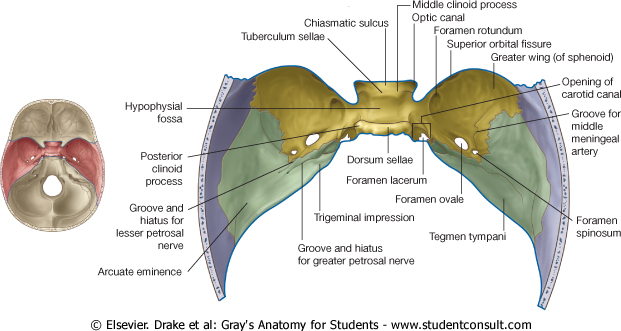 Middle clinoid process
Chiasmatic sulcus
Optic canal
Tuberculum sellae
Foramen rotundum
Superior orbital fissure
Greater wing (of sphenoid)
Hypophysial
fossa
Opening of
carotid canal
Groove for
middle
meningeal
artery
Posterior
clinoid
process
Dorsum sellae
Foramen lacerum
Foramen ovale
Groove and
hiatus for
lesser petrosal
nerve
Trigeminal impression
Foramen
spinosum
Groove and hiatus
for greater petrosal nerve
Tegmen tympani
Arcuate eminence
© Elsevier. Drake et al: Gray's Anatomy for Students - www.studentconsult.com